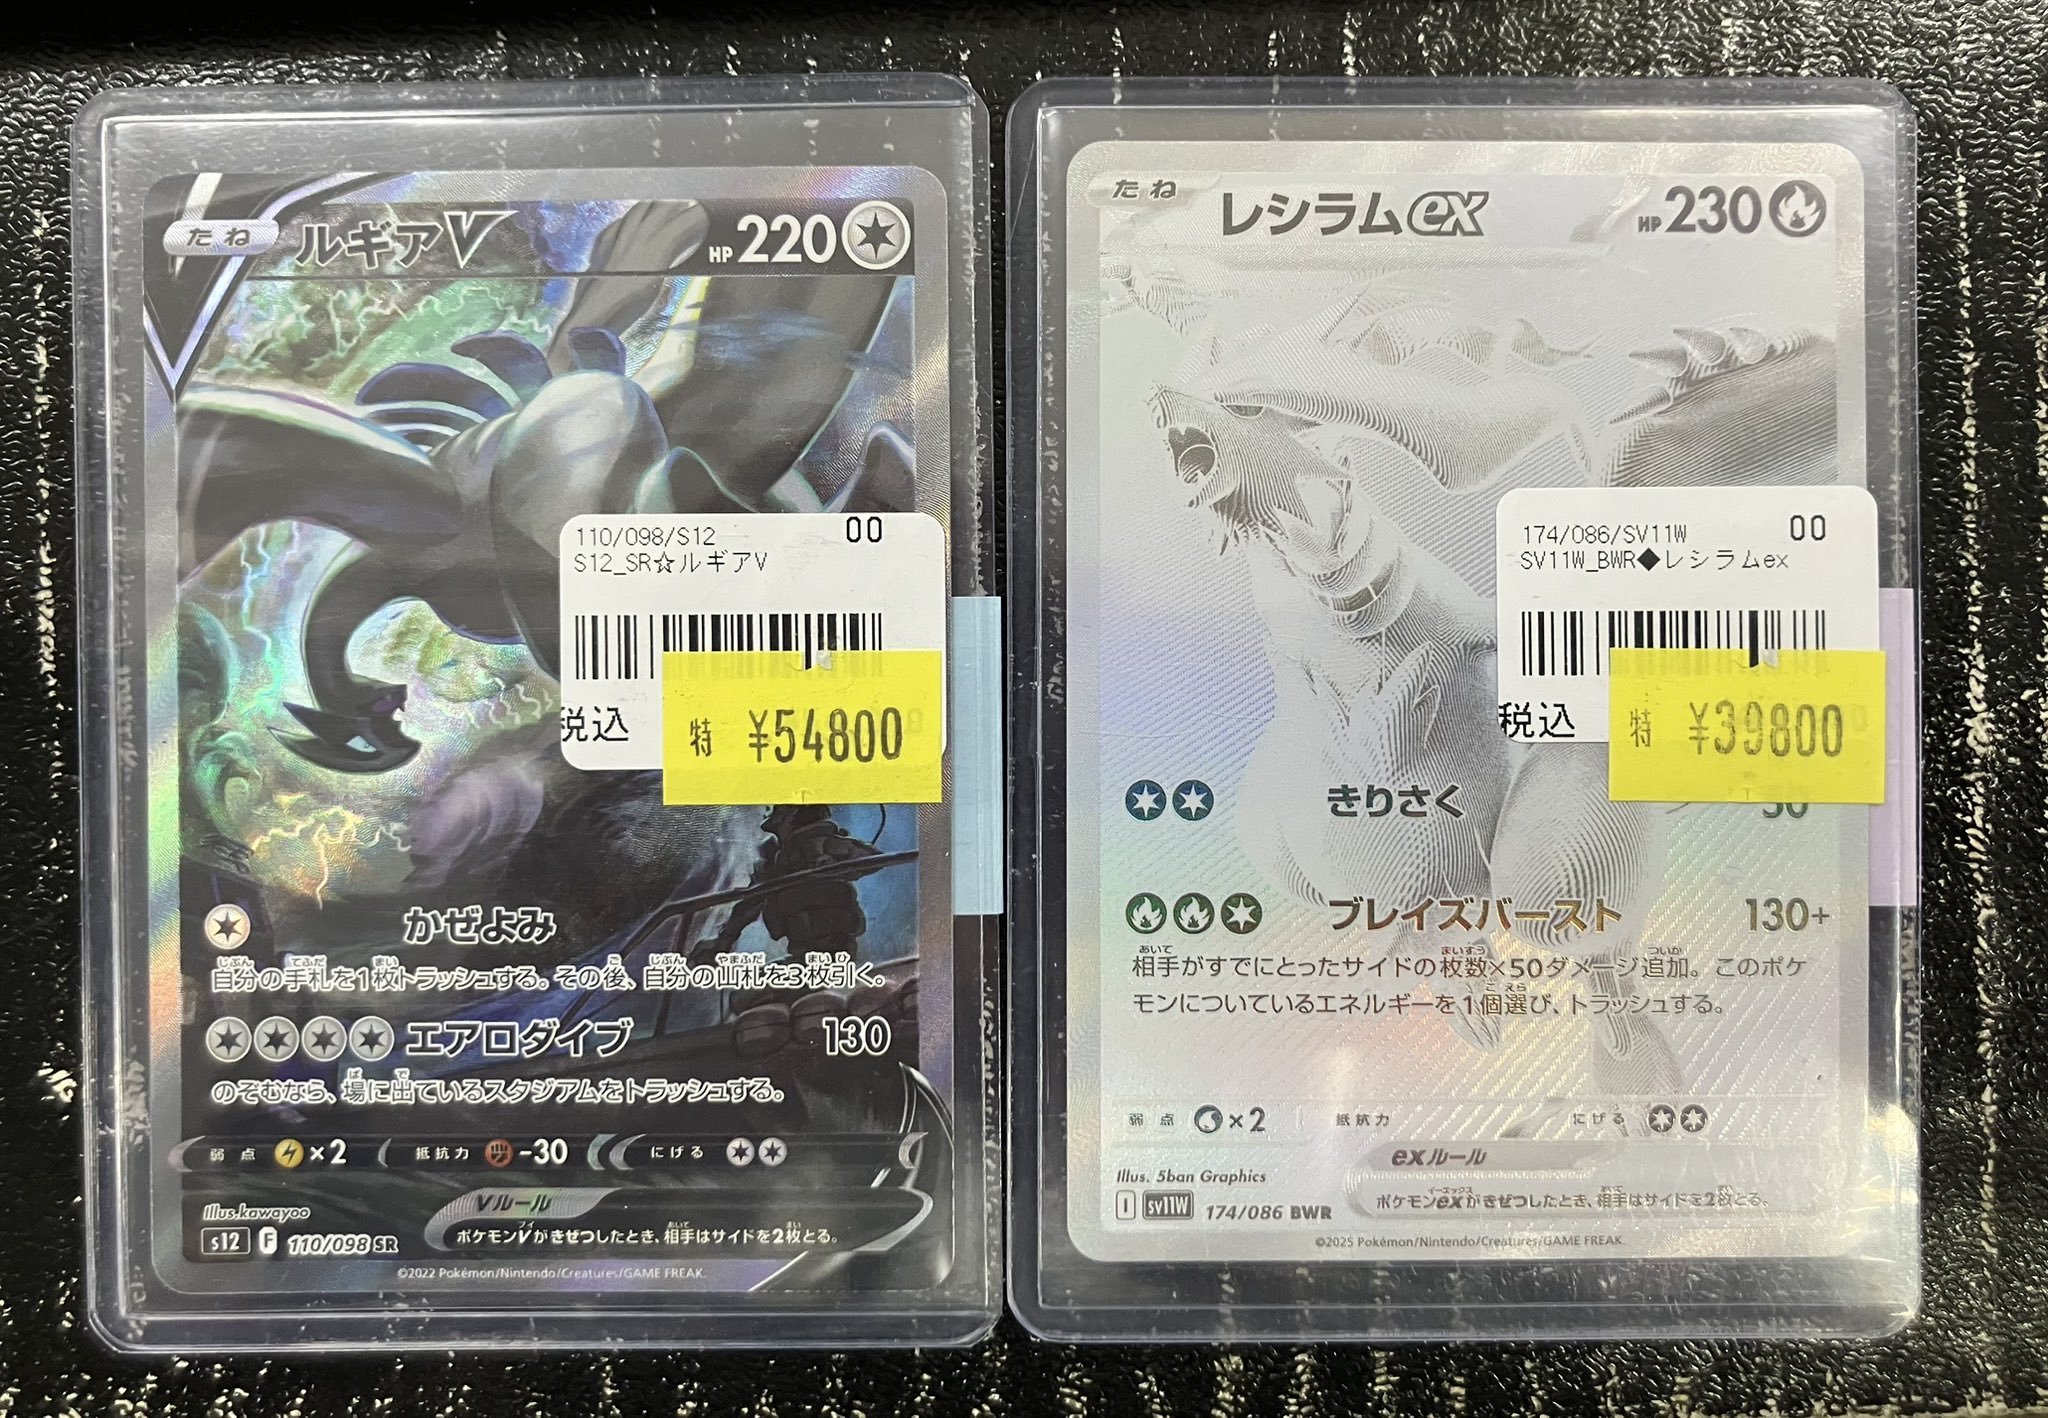 たね
ルギアV
HP 220
110/098/S12
00
S12_SR☆ルギアV
税込
特 ¥54800
かぜよみ
自分の手札を1枚トラッシュする。その後、自分の山札を3枚引く。
エアロダイブ 130
のぞむなら、場に出ているスタジアムをトラッシュする。
弱点 ×2 抵抗力 -30 にげる
Vルール
ポケモンVがきぜつしたとき、相手はサイドを2枚とる。
Illus.kawayoo
s12 F 110/098 SR
©2022 Pokémon/Nintendo/Creatures/GAME FREAK.
たね
レシラムex
HP 230
174/086/SV11W
00
SV11W_BWR◆レシラムex
税込
特 ¥39800
きりさく
ブレイズバースト 130+
相手がすでにとったサイドの枚数×50ダメージ追加。このポケ
モンについているエネルギーを1個選び、トラッシュする。
弱点 ×2 抵抗力 にげる
exルール
ポケモンexがきぜつしたとき、相手はサイドを2枚とる。
Illus. 5ban Graphics
I sv11W 174/086 BWR
©2025 Pokémon/Nintendo/Creatures/GAME FREAK.